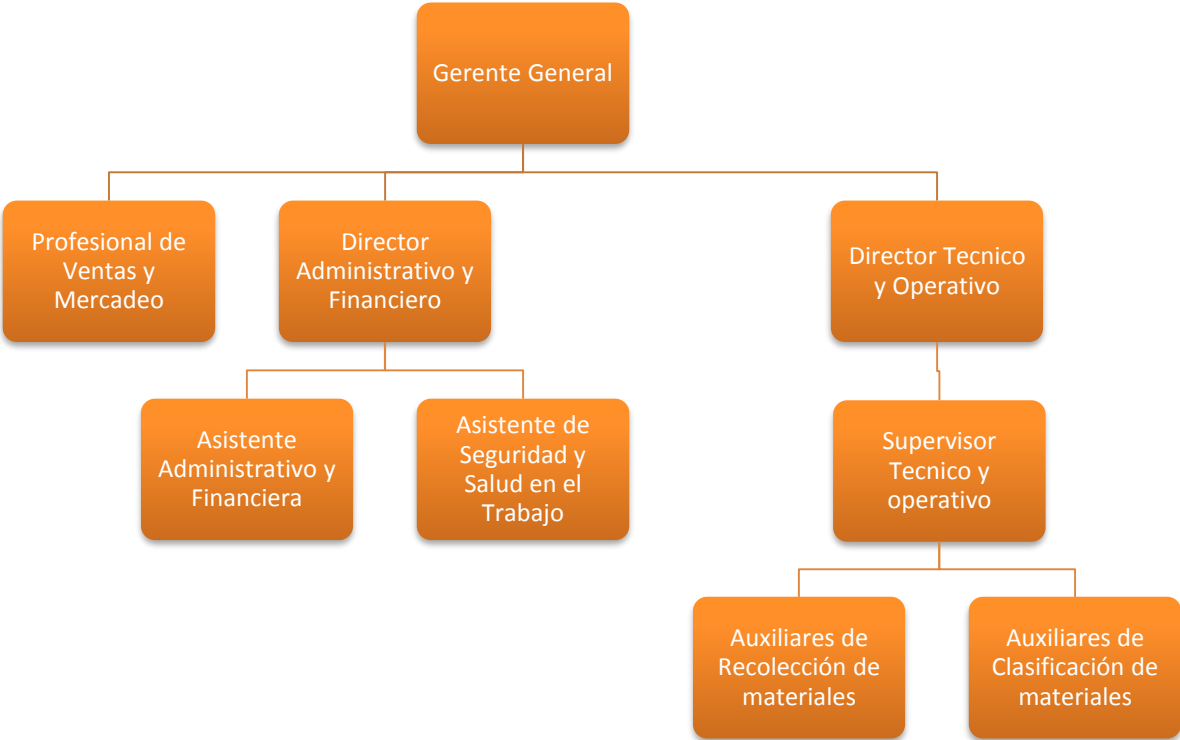 Gerente General
Profesional de
Ventas y
Mercadeo
Director
Administrativo y
Financiero
Director Tecnico
y Operativo
Asistente
Administrativo y
Financiera
Asistente de
Seguridad y
Salud en el
Trabajo
Supervisor
Tecnico y
operativo
Auxiliares de
Recolección de
materiales
Auxiliares de
Clasificación de
materiales